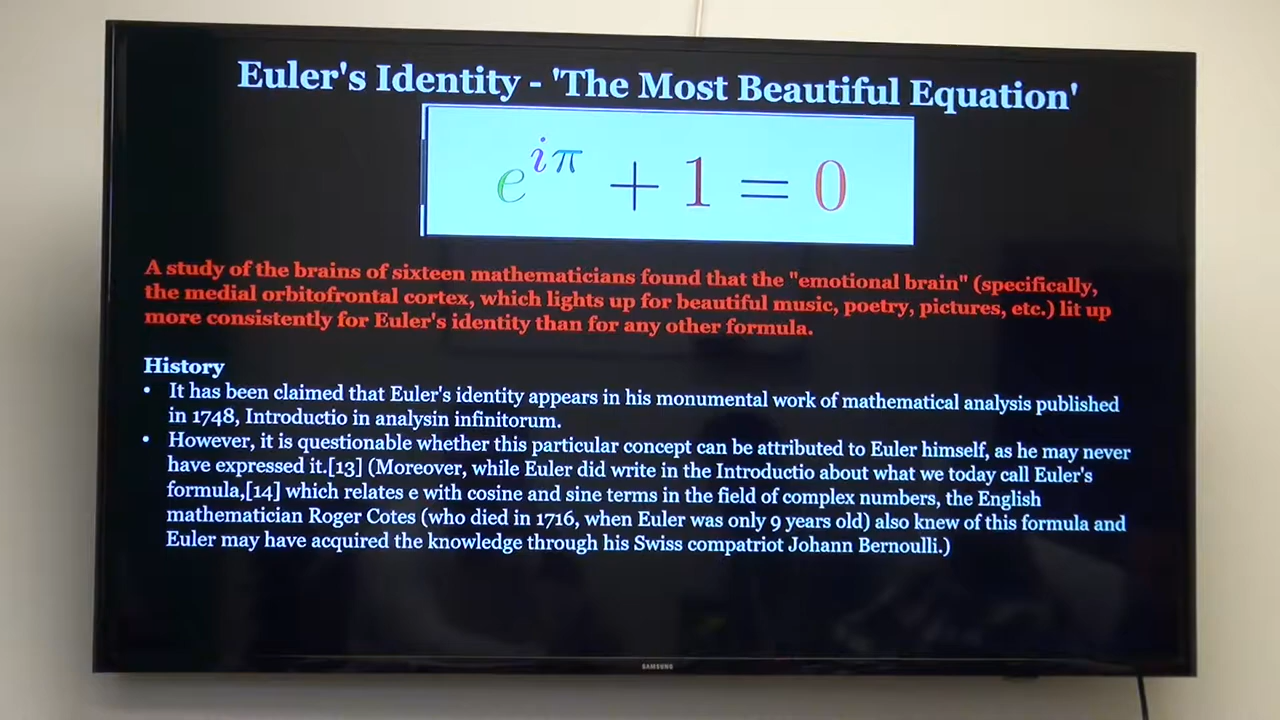 Euler's Identity - 'The Most Beautiful Equation'
e^{iπ} + 1 = 0
A study of the brains of sixteen mathematicians found that the "emotional brain" (specifically,
the medial orbitofrontal cortex, which lights up for beautiful music, poetry, pictures, etc.) lit up
more consistently for Euler's identity than for any other formula.
History
• It has been claimed that Euler's identity appears in his monumental work of mathematical analysis published
in 1748, Introductio in analysin infinitorum.
• However, it is questionable whether this particular concept can be attributed to Euler himself, as he may never
have expressed it.[13] (Moreover, while Euler did write in the Introductio about what we today call Euler's
formula,[14] which relates e with cosine and sine terms in the field of complex numbers, the English
mathematician Roger Cotes (who died in 1716, when Euler was only 9 years old) also knew of this formula and
Euler may have acquired the knowledge through his Swiss compatriot Johann Bernoulli.)
SAMSUNG